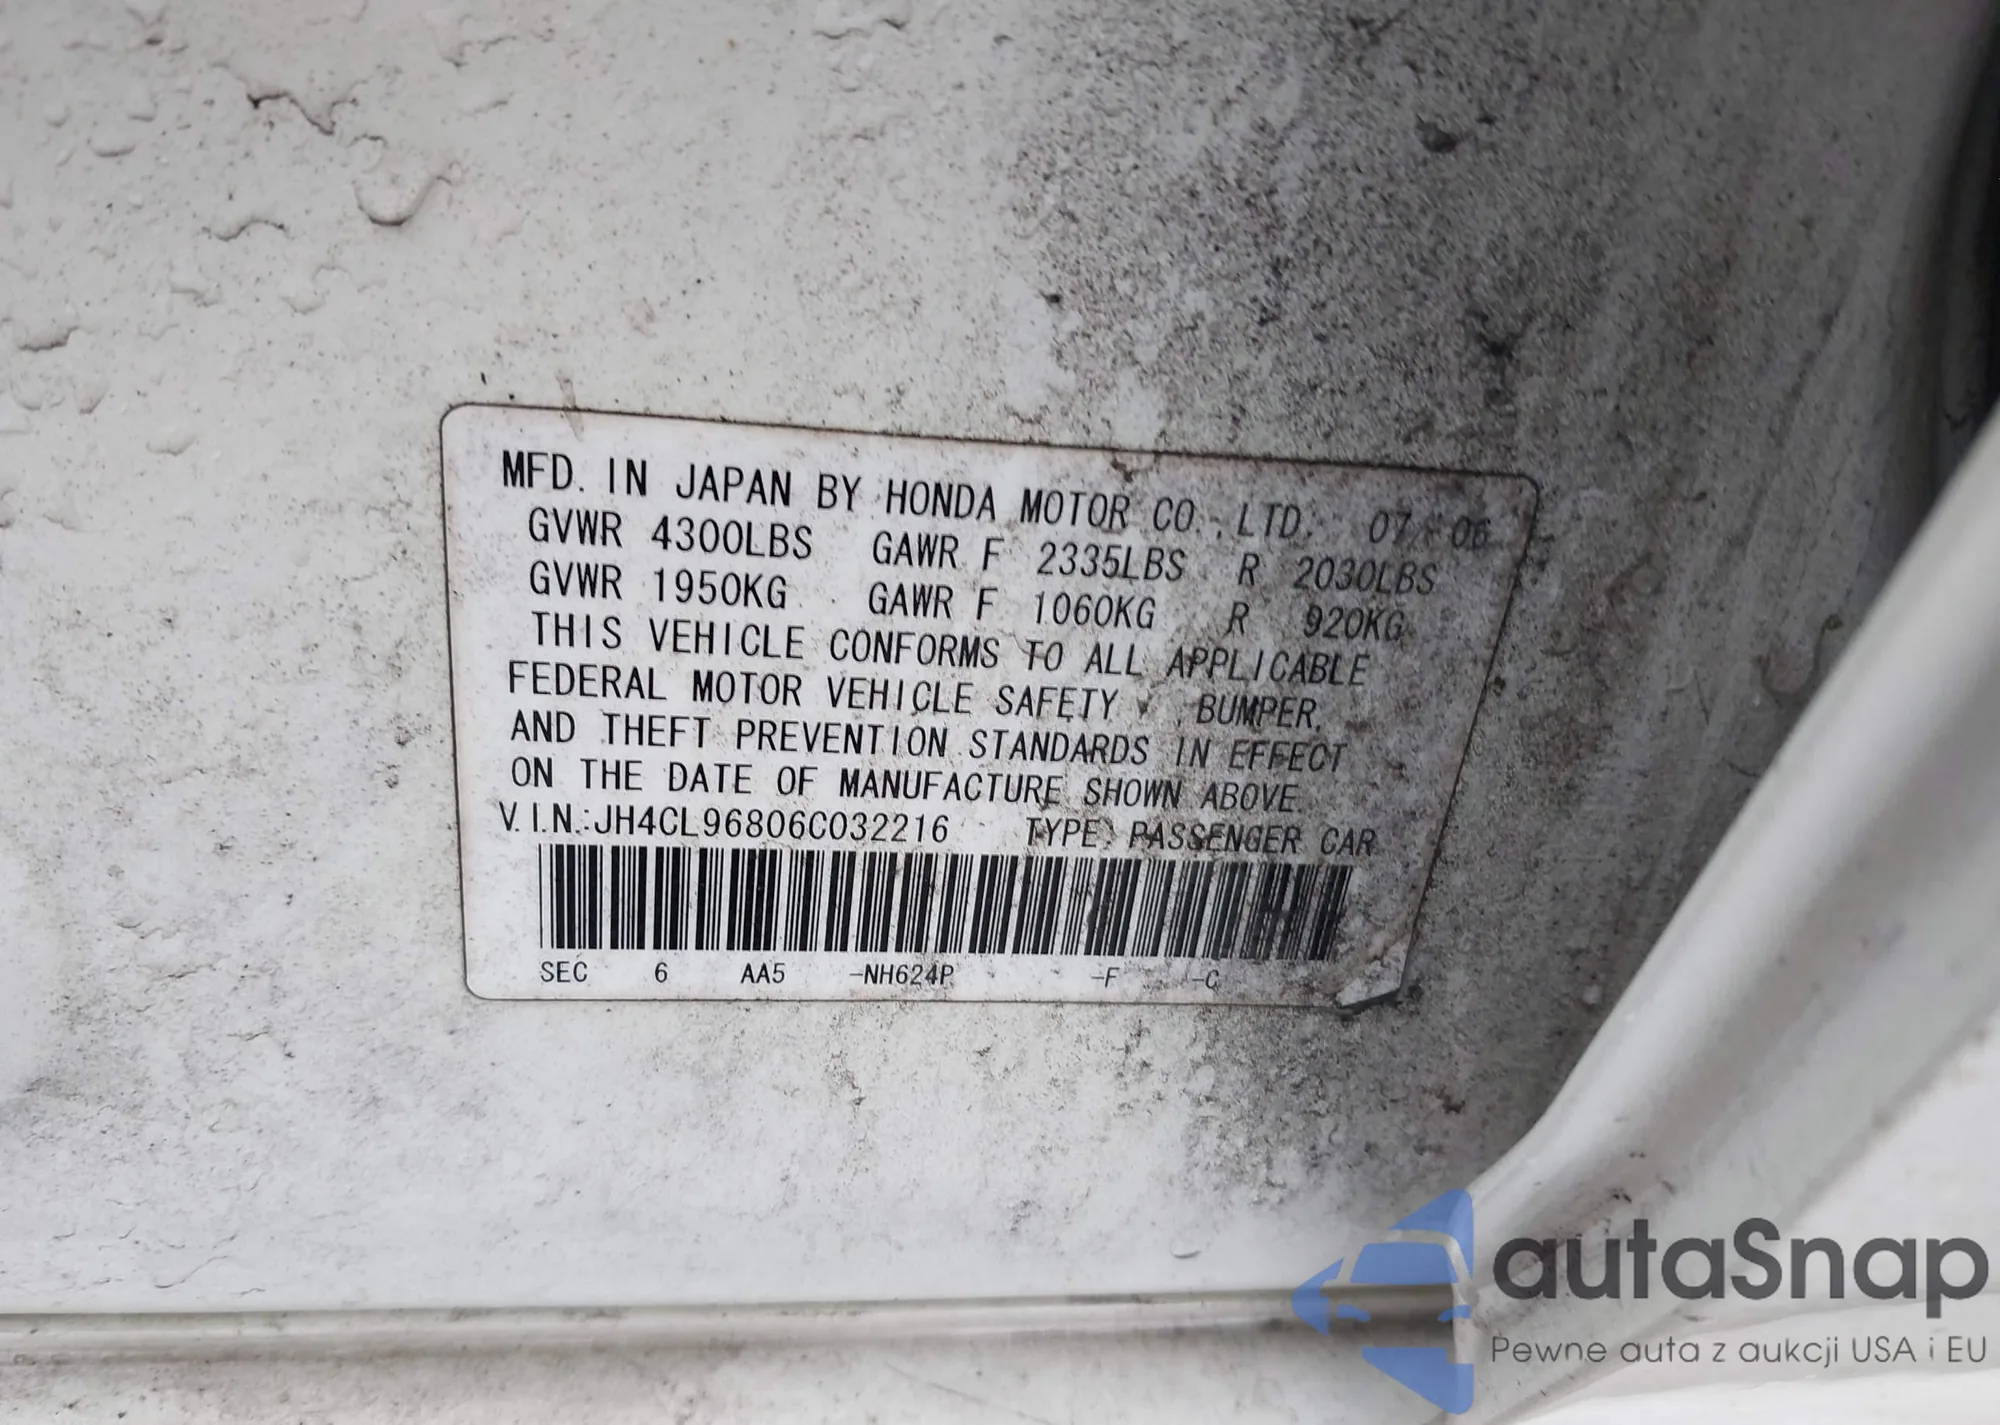 MFD. IN JAPAN BY HONDA MOTOR CO., LTD. 07-06
GVWR 4300LBS GAWR F 2335LBS R 2030LBS
GVWR 1950KG GAWR F 1060KG R 920KG
THIS VEHICLE CONFORMS TO ALL APPLICABLE
FEDERAL MOTOR VEHICLE SAFETY , BUMPER,
AND THEFT PREVENTION STANDARDS IN EFFECT
ON THE DATE OF MANUFACTURE SHOWN ABOVE.
V.I.N.:JH4CL96806C032216 TYPE: PASSENGER CAR
SEC 6 AA5 -NH624P -F -C
autaSnap
Pewne auta z aukcji USA i EU